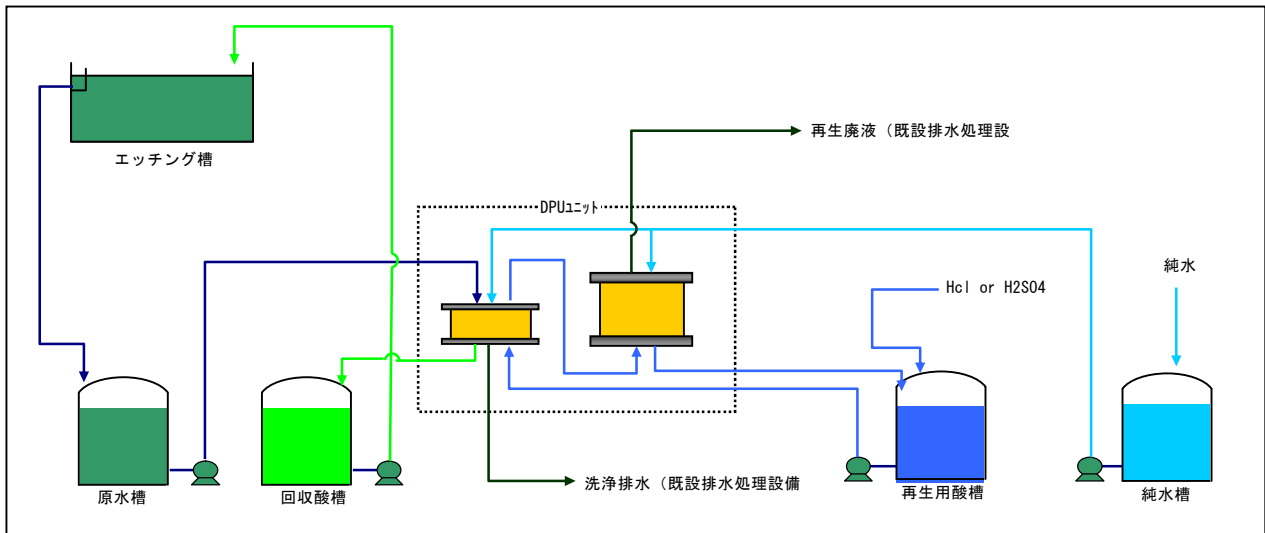 再生廃液（既設排水処理設
エッチング槽
DPUﾕﾆｯﾄ
純水
Hcl or H2SO4
洗浄排水（既設排水処理設備
原水槽
回収酸槽
再生用酸槽
純水槽